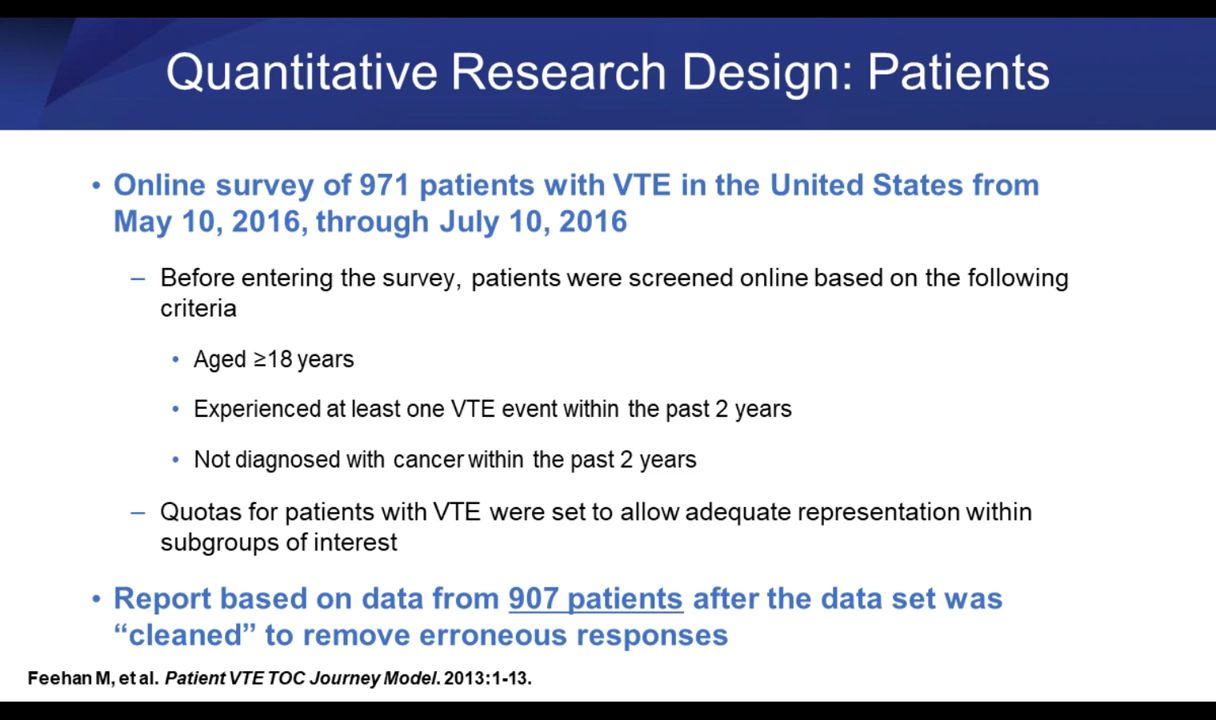 Quantitative Research Design: Patients
• Online survey of 971 patients with VTE in the United States from
May 10, 2016, through July 10, 2016
– Before entering the survey, patients were screened online based on the following
criteria
• Aged ≥18 years
• Experienced at least one VTE event within the past 2 years
• Not diagnosed with cancer within the past 2 years
– Quotas for patients with VTE were set to allow adequate representation within
subgroups of interest
• Report based on data from 907 patients after the data set was
“cleaned” to remove erroneous responses
Feehan M, et al. Patient VTE TOC Journey Model. 2013:1-13.